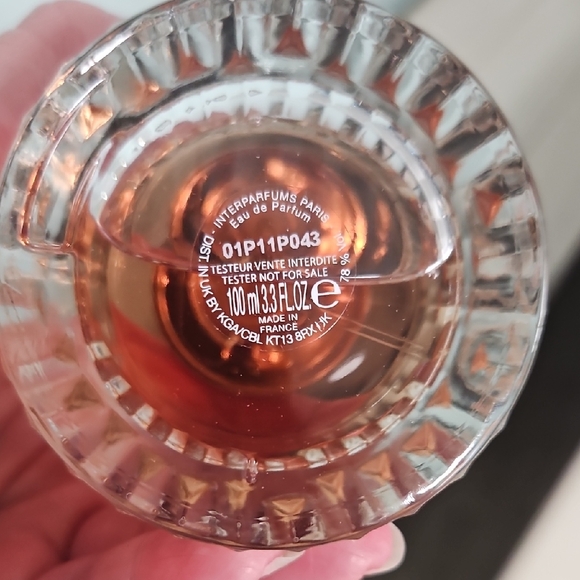 INTERPARFUMS PARIS
Eau de Parfum
01P11P043
TESTEUR VENTE INTERDITE
TESTER NOT FOR SALE
100 ml 3.3 FL.OZ. e
MADE IN
FRANCE
DIST. IN UK BY KGA/CBL KT13 8RX UK
78 % Vol